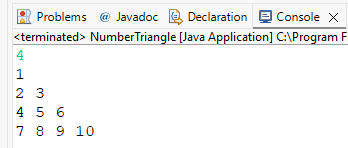 Problems @ Javadoc Declaration Console ×
<terminated> NumberTriangle [Java Application] C:\Program F
4
1
2 3
4 5 6
7 8 9 10